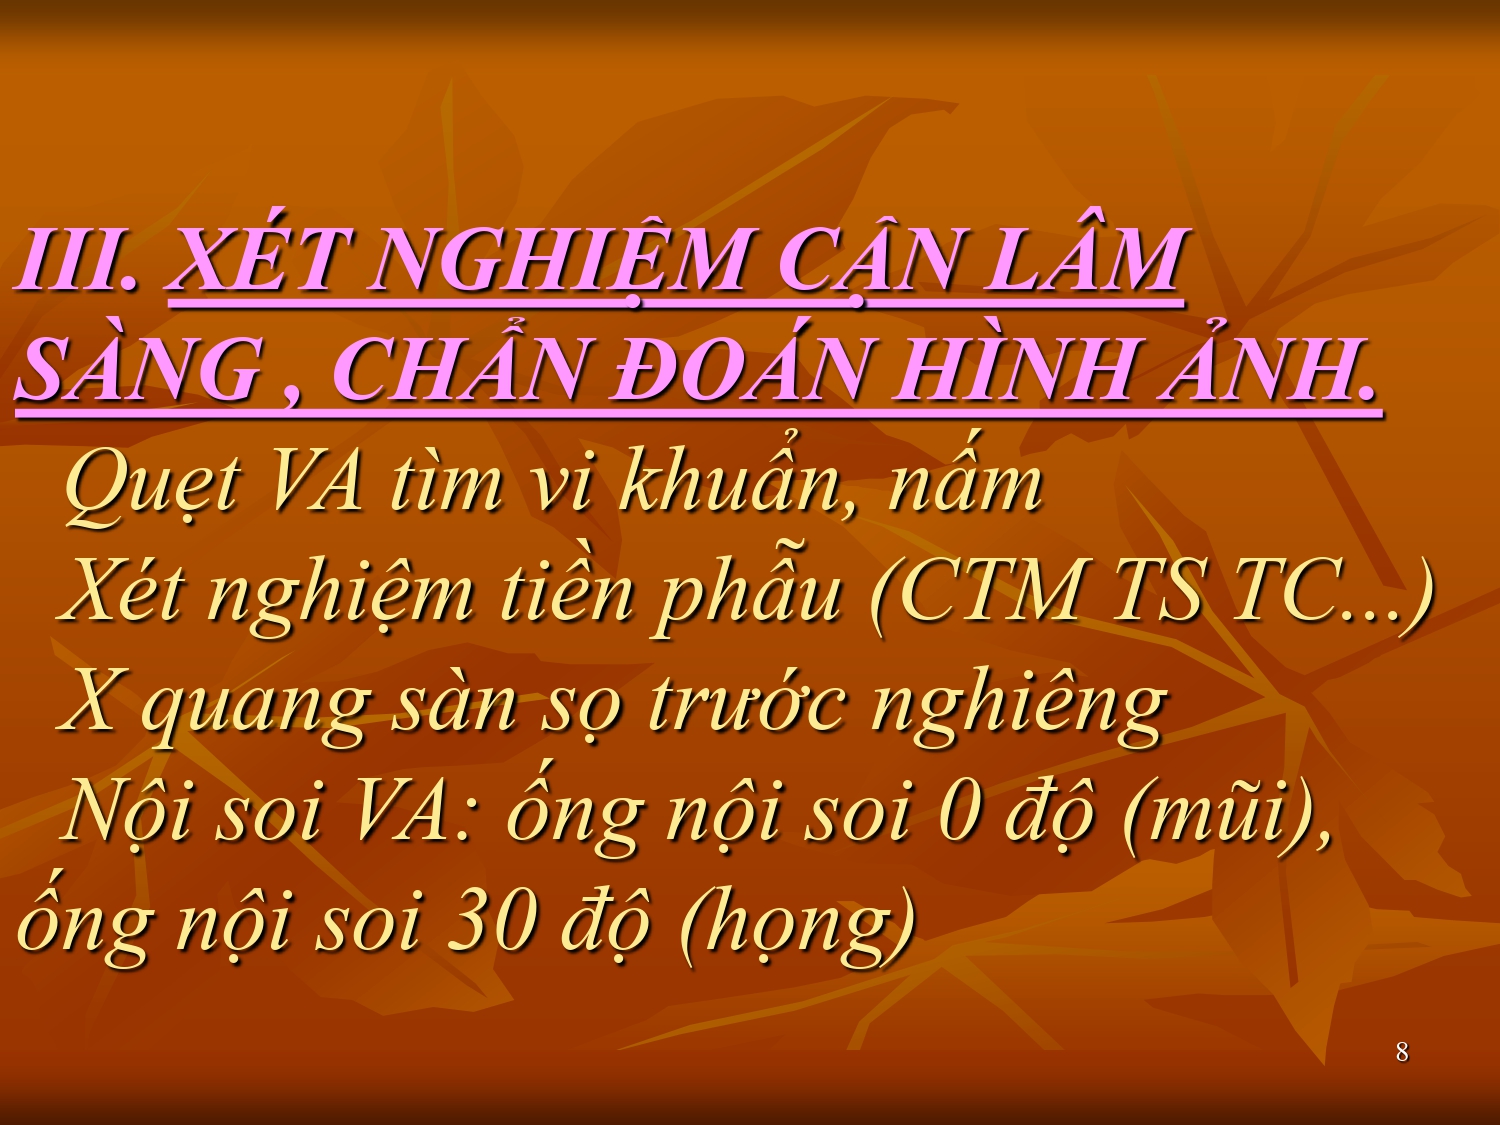 III. XÉT NGHIỆM CẬN LÂM
SÀNG , CHẨN ĐOÁN HÌNH ẢNH.
Quẹt VA tìm vi khuẩn, nấm
Xét nghiệm tiền phẫu (CTM TS TC...)
X quang sàn sọ trước nghiêng
Nội soi VA: ống nội soi 0 độ (mũi),
ống nội soi 30 độ (họng)
8